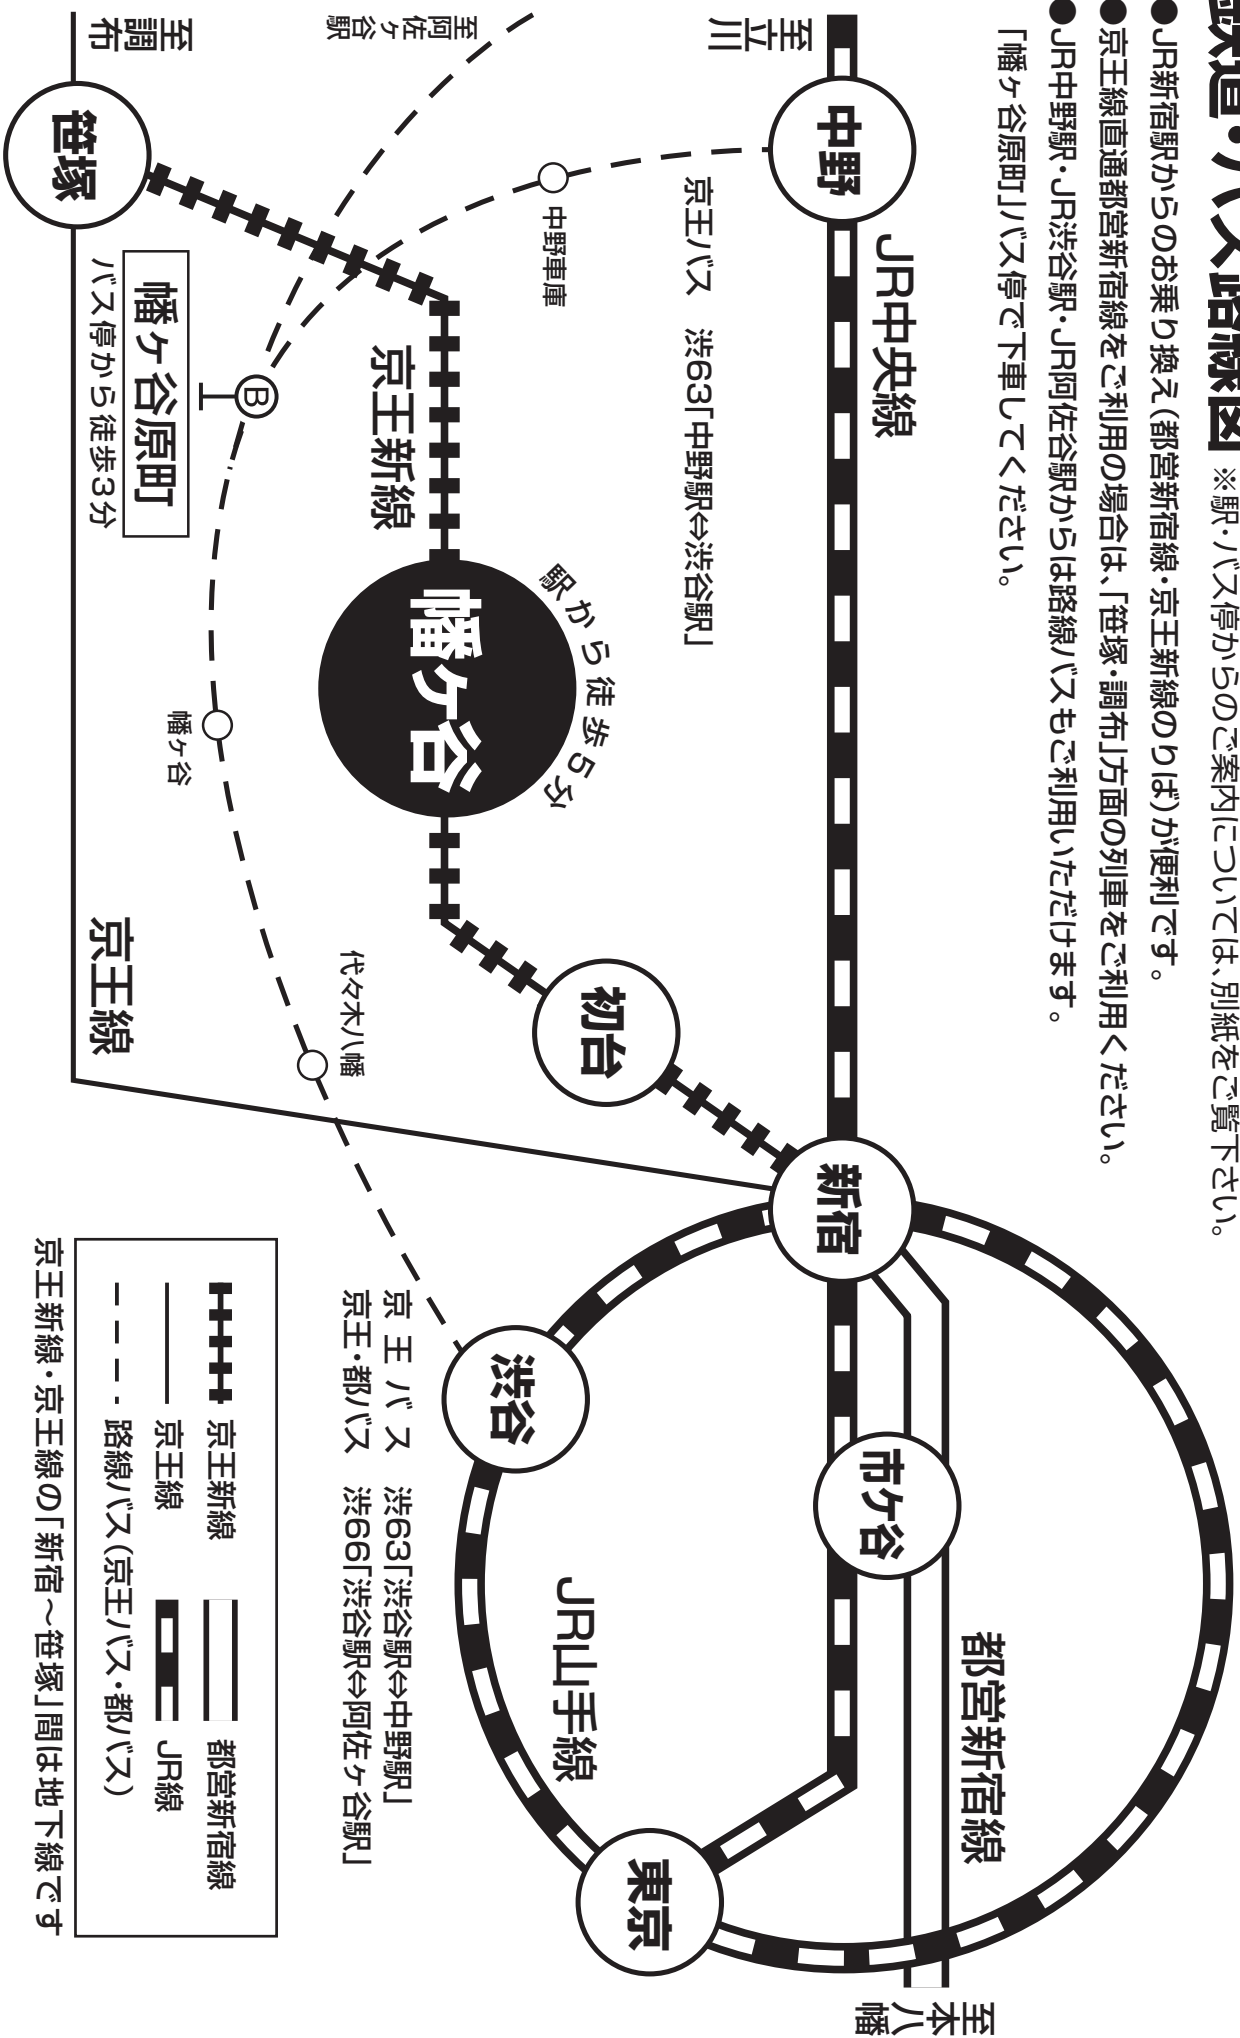 鉄道・バス路線図 ※駅・バス停からのご案内については、別紙をご覧下さい。
●JR新宿駅からのお乗り換え(都営新宿線・京王新線のりば)が便利です。
●京王線直通都営新宿線をご利用の場合は、「笹塚・調布」方面の列車をご利用ください。
●JR中野駅・JR渋谷駅・JR阿佐谷駅からは路線バスもご利用いただけます。
「幡ヶ谷原町」バス停で下車してください。
至立川
中野
JR中央線
新宿
市ヶ谷
都営新宿線
至本八幡
京王バス 渋63「中野駅⇔渋谷駅」
中野車庫
至阿佐ヶ谷駅
駅から徒歩5分
幡ヶ谷
京王新線
初台
JR山手線
東京
渋谷
至調布
笹塚
B
幡ヶ谷原町
バス停から徒歩3分
幡ヶ谷
代々木八幡
京王線
京王バス 渋63「渋谷駅⇔中野駅」
京王・都バス 渋66「渋谷駅⇔阿佐ヶ谷駅」
京王新線 都営新宿線
京王線 JR線
路線バス(京王バス・都バス)
京王新線・京王線の「新宿~笹塚」間は地下線です